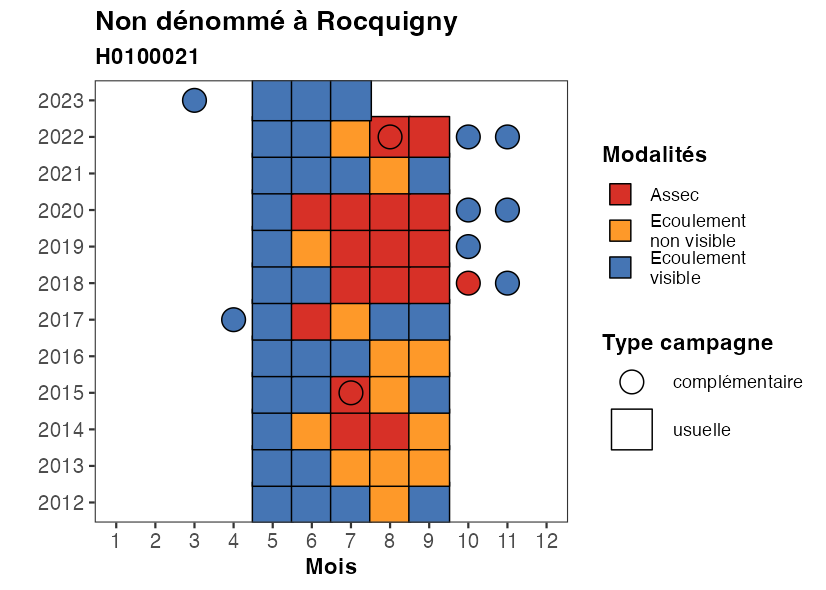 Non dénommé à Rocquigny
H0100021
2023
2022
2021
2020
2019
2018
2017
2016
2015
2014
2013
2012
1 2 3 4 5 6 7 8 9 10 11 12
Mois
Modalités
Assec
Ecoulement
non visible
Ecoulement
visible
Type campagne
complémentaire
usuelle